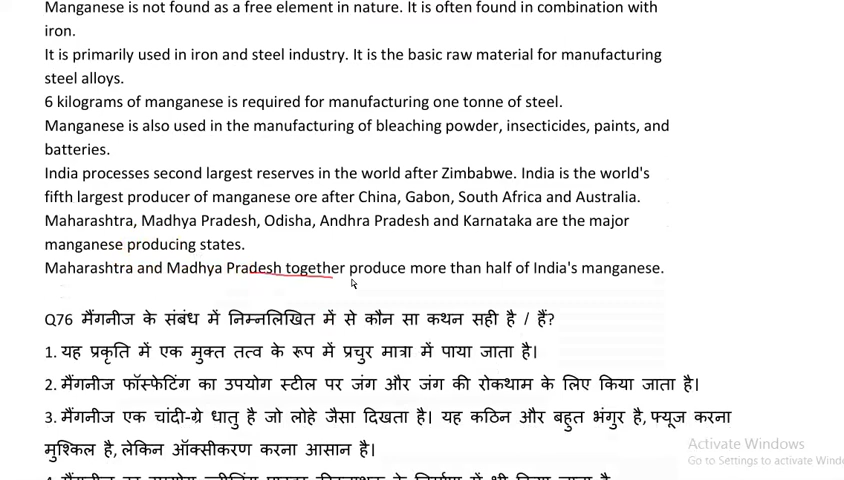 Manganese is not found as a free element in nature. It is often found in combination with
iron.
It is primarily used in iron and steel industry. It is the basic raw material for manufacturing
steel alloys.
6 kilograms of manganese is required for manufacturing one tonne of steel.
Manganese is also used in the manufacturing of bleaching powder, insecticides, paints, and
batteries.
India processes second largest reserves in the world after Zimbabwe. India is the world's
fifth largest producer of manganese ore after China, Gabon, South Africa and Australia.
Maharashtra, Madhya Pradesh, Odisha, Andhra Pradesh and Karnataka are the major
manganese producing states.
Maharashtra and Madhya Pradesh together produce more than half of India's manganese.
Q76 मैंगनीज के संबंध में निम्नलिखित में से कौन सा कथन सही है / हैं?
1. यह प्रकृति में एक मुक्त तत्व के रूप में प्रचुर मात्रा में पाया जाता है।
2. मैंगनीज फॉस्फेटिंग का उपयोग स्टील पर जंग और जंग की रोकथाम के लिए किया जाता है।
3. मैंगनीज एक चांदी-ग्रे धातु है जो लोहे जैसा दिखता है। यह कठिन और बहुत भंगुर है, फ्यूज करना
मुश्किल है, लेकिन ऑक्सीकरण करना आसान है।
Activate Windows
Go to Settings to activate Windo